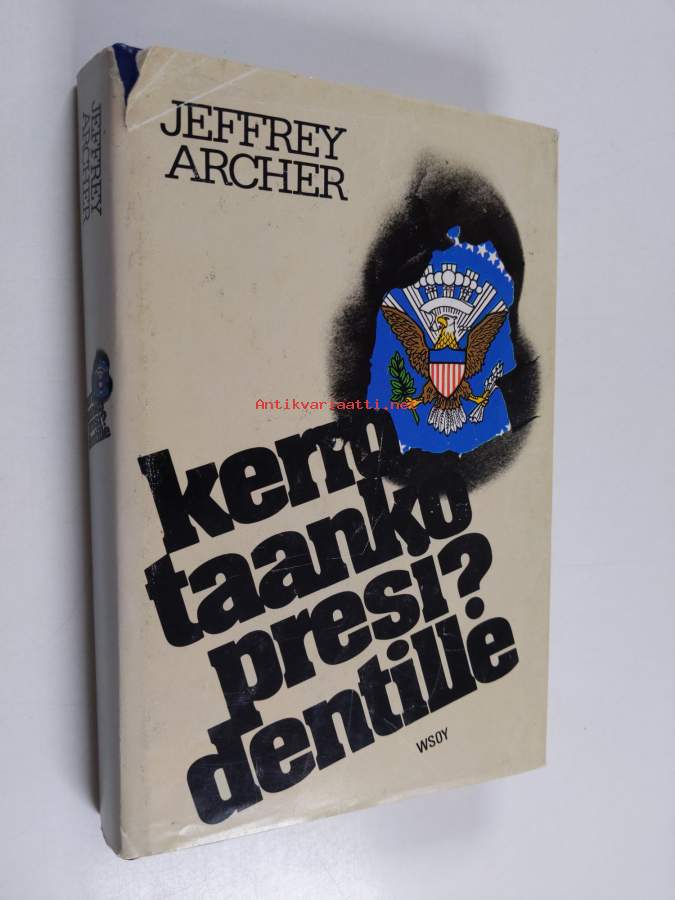 JEFFREY
ARCHER
JEFFREY
ARCHER
Antikvariaatti.net
kerro
taanko
presi?
dentille
WSOY